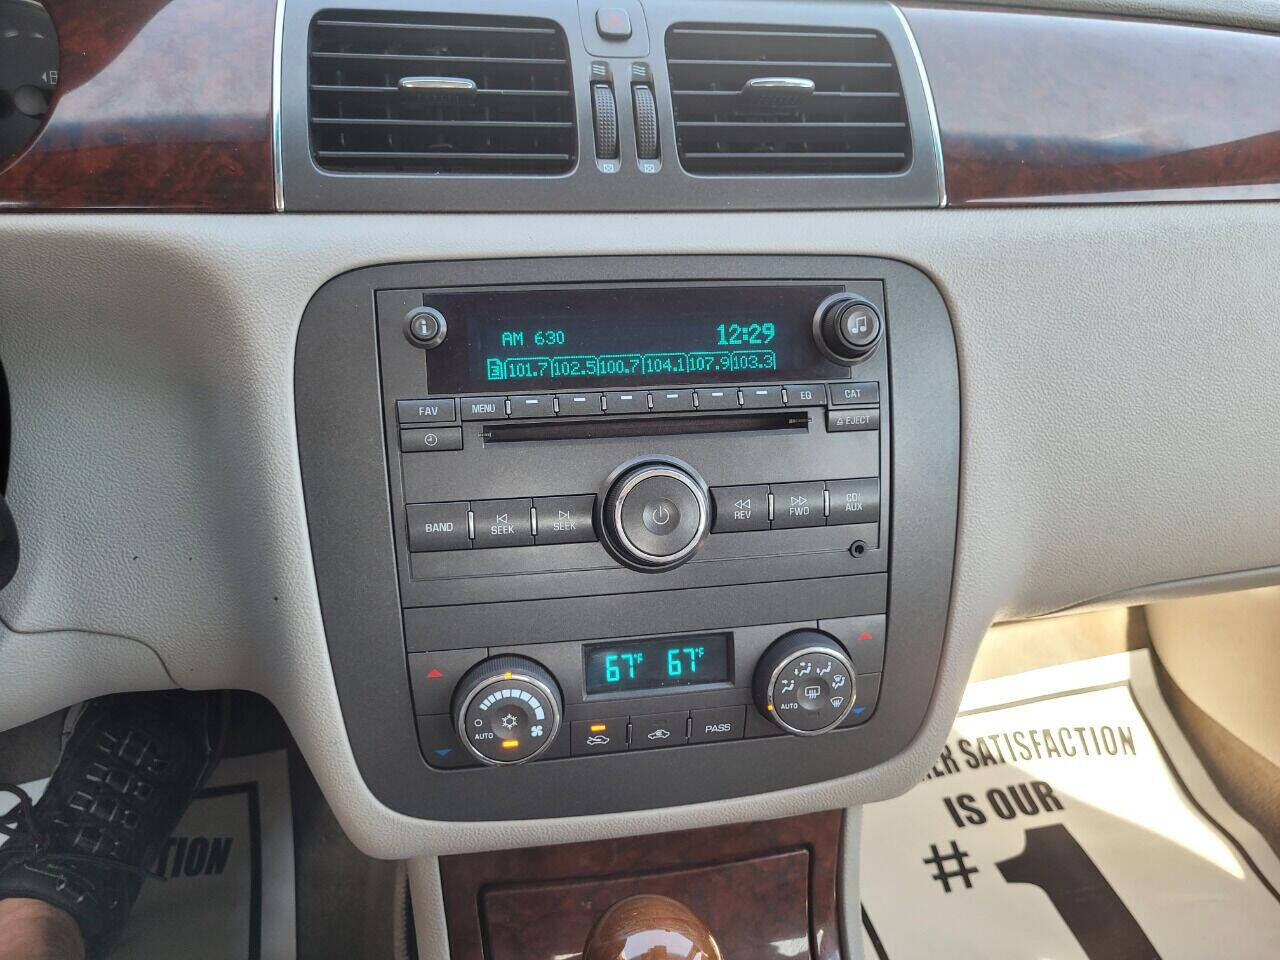 AM 630 12:29
3 101.7 102.5 100.7 104.1 107.9 103.3
i
FAV MENU EQ CAT
EJECT
BAND SEEK SEEK REV FWD CD/AUX
67°F 67°F
AUTO AUTO
PASS
SATISFACTION
IS OUR
#1
TION